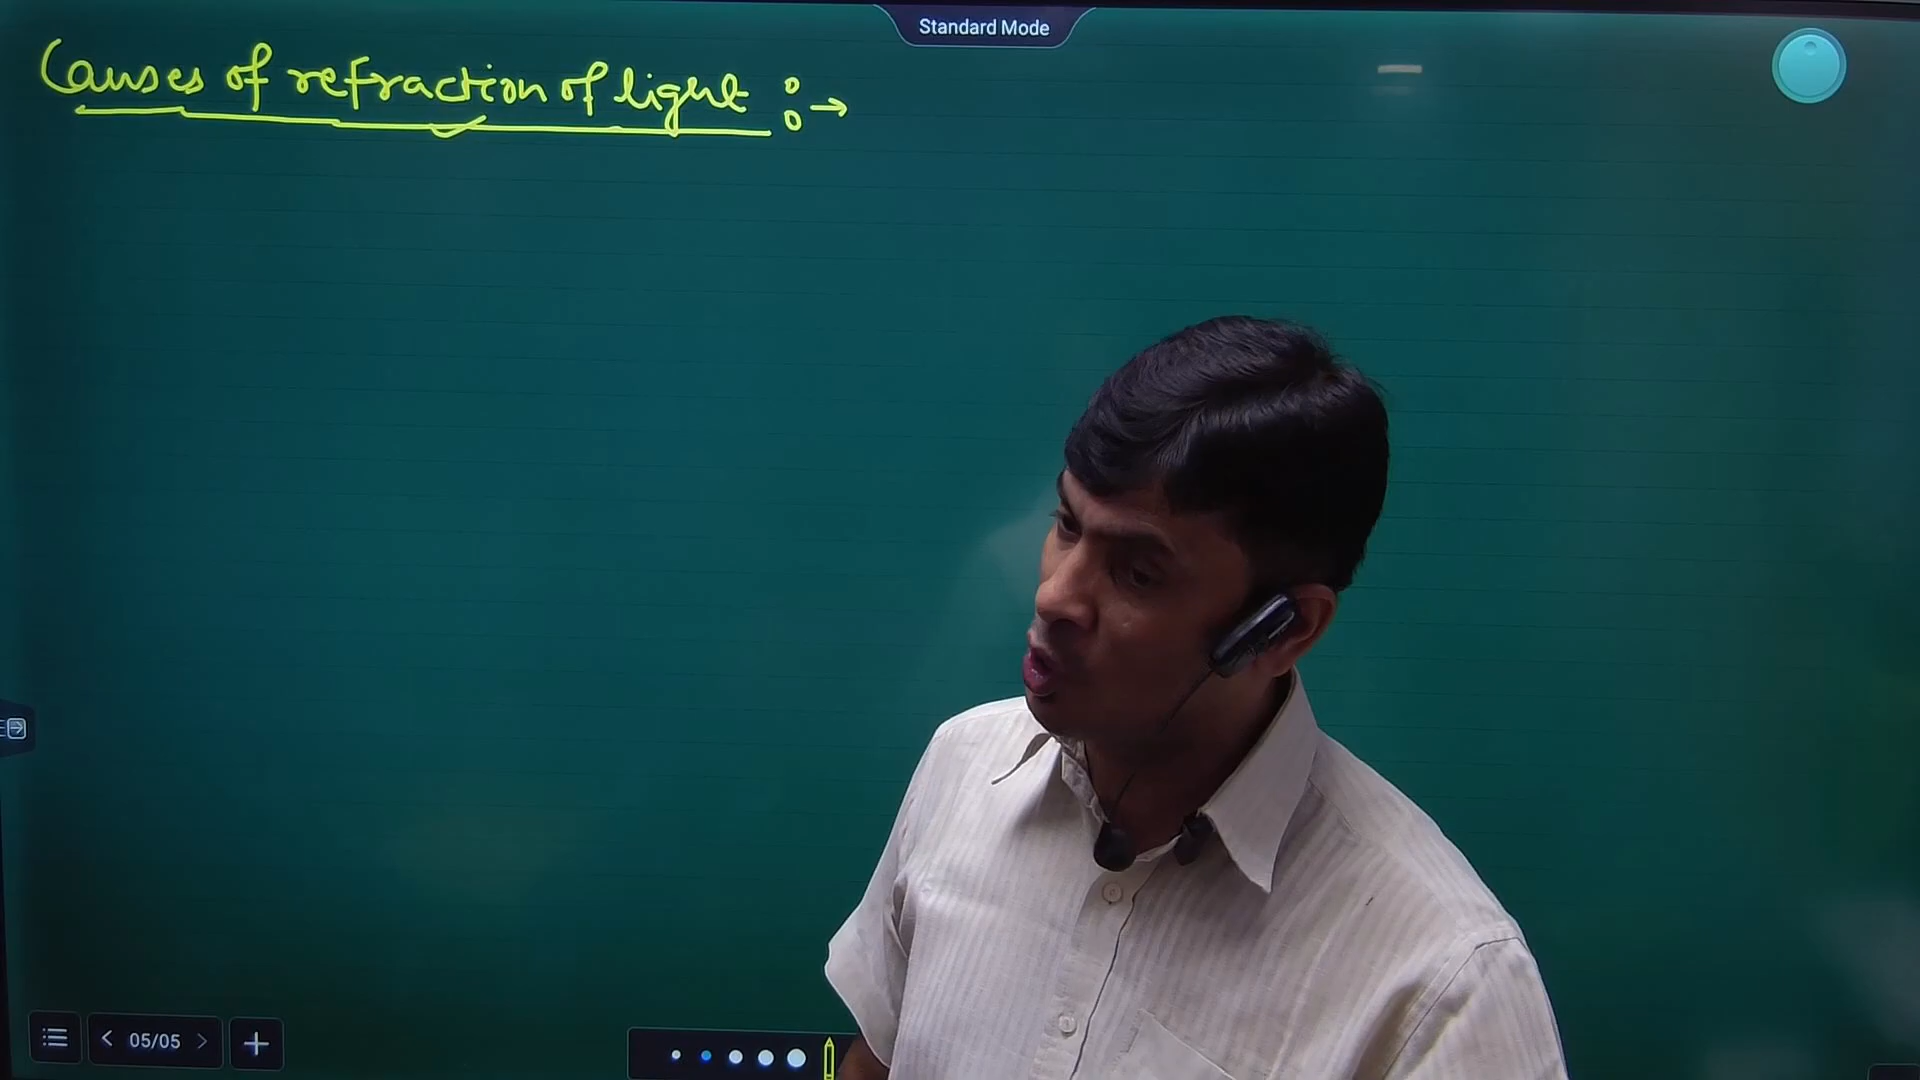 Standard Mode
Causes of refraction of light :→
05/05